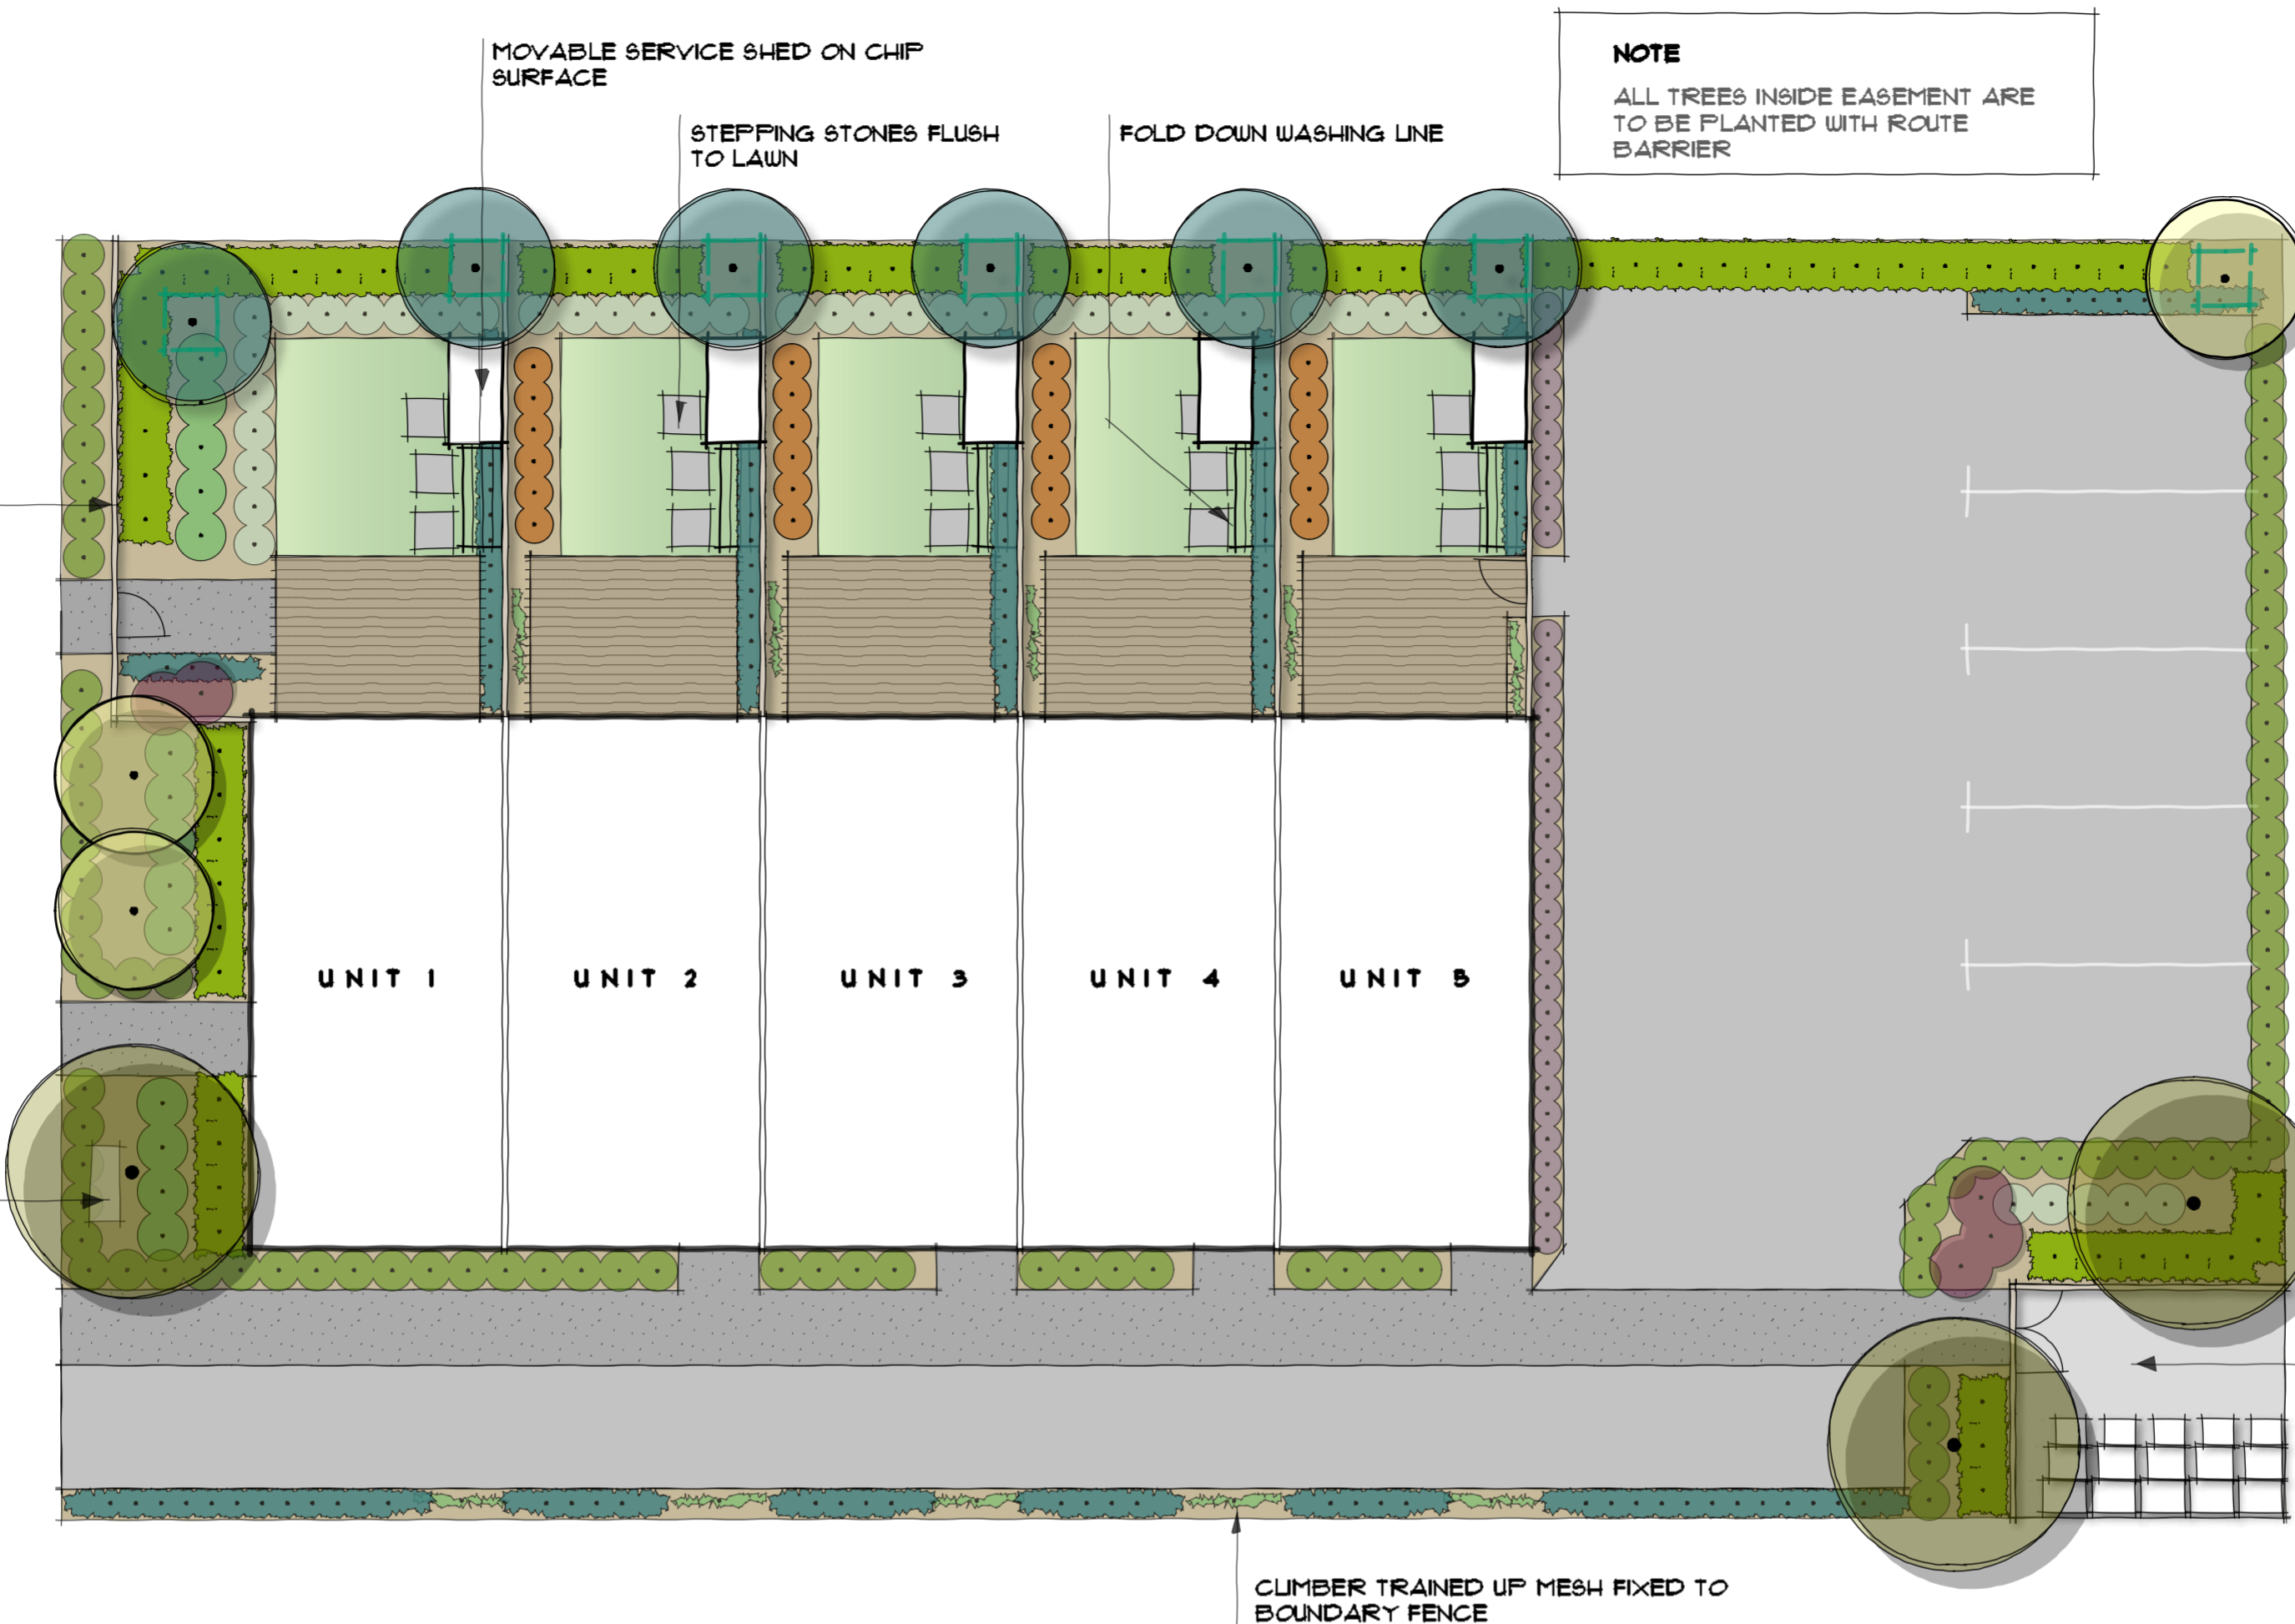 MOVABLE SERVICE SHED ON CHIP
SURFACE
STEPPING STONES FLUSH
TO LAWN
FOLD DOWN WASHING LINE
NOTE
ALL TREES INSIDE EASEMENT ARE
TO BE PLANTED WITH ROUTE
BARRIER
UNIT 1
UNIT 2
UNIT 3
UNIT 4
UNIT 5
CLIMBER TRAINED UP MESH FIXED TO
BOUNDARY FENCE